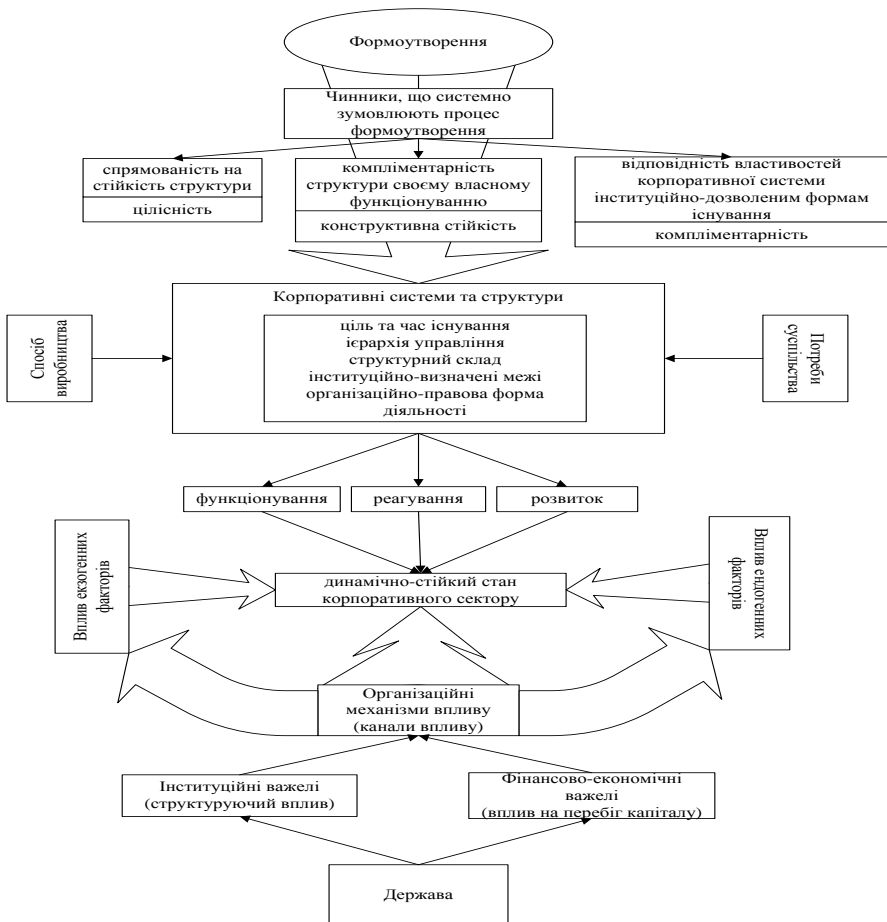 Формоутворення
Чинники, що системно
зумовлюють процес
формоутворення
спрямованість на
стійкість структури
цілісність
компліментарність
структури своєму власному
функціонуванню
конструктивна стійкість
відповідність властивостей
корпоративної системи
інституційно-дозволеним формам
існування
компліментарність
Корпоративні системи та структури
ціль та час існування
ієрархія управління
структурний склад
інституційно-визначені межі
організаційно-правова форма
діяльності
Спосіб
виробництва
Потреби
суспільства
функціонування
реагування
розвиток
Вплив екзогенних
факторів
динамічно-стійкий стан
корпоративного сектору
Вплив ендогенних
факторів
Організаційні
механізми впливу
(канали впливу)
Інституційні важелі
(структуруючий вплив)
Фінансово-економічні
важелі
(вплив на перебіг капіталу)
Держава